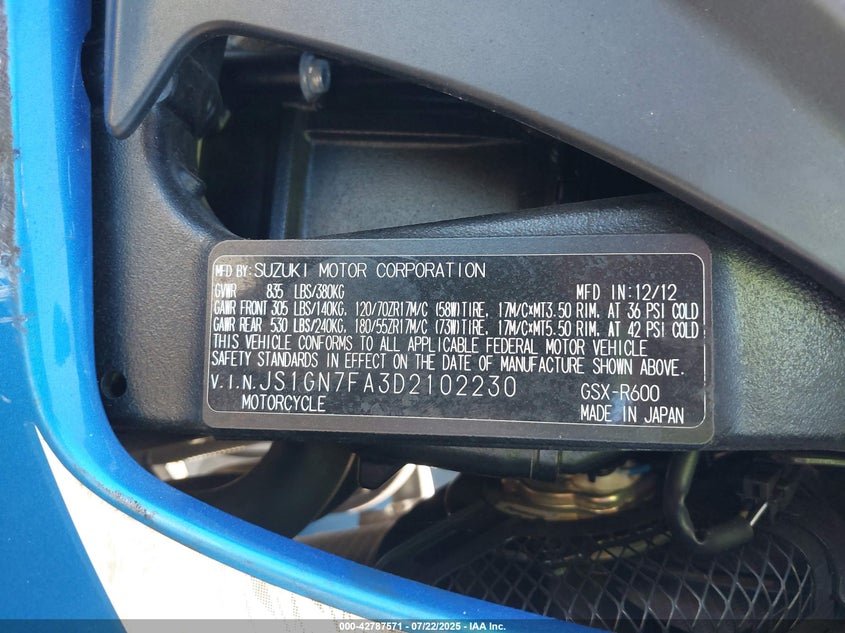 MFD BY: SUZUKI MOTOR CORPORATION
GVWR 835 LBS/380KG MFD IN: 12/12
GAWR FRONT 305 LBS/140KG, 120/70ZR17M/C (58W) TIRE, 17M/C×MT3.50 RIM. AT 36 PSI COLD
GAWR REAR 530 LBS/240KG, 180/55ZR17M/C (73W) TIRE, 17M/C×MT5.50 RIM. AT 42 PSI COLD
THIS VEHICLE CONFORMS TO ALL APPLICABLE FEDERAL MOTOR VEHICLE
SAFETY STANDARDS IN EFFECT ON THE DATE OF MANUFACTURE SHOWN ABOVE.
V.I.N. JS1GN7FA3D2102230 GSX-R600
MOTORCYCLE MADE IN JAPAN
000-42787571 - 07/22/2025 - IAA Inc.